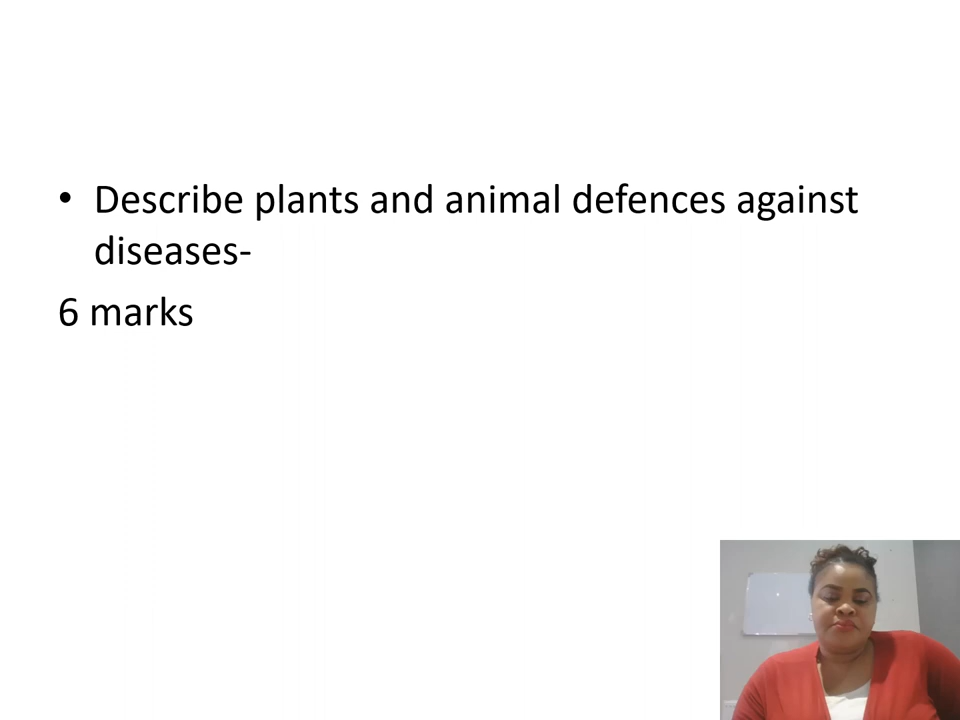 • Describe plants and animal defences against
diseases-
6 marks